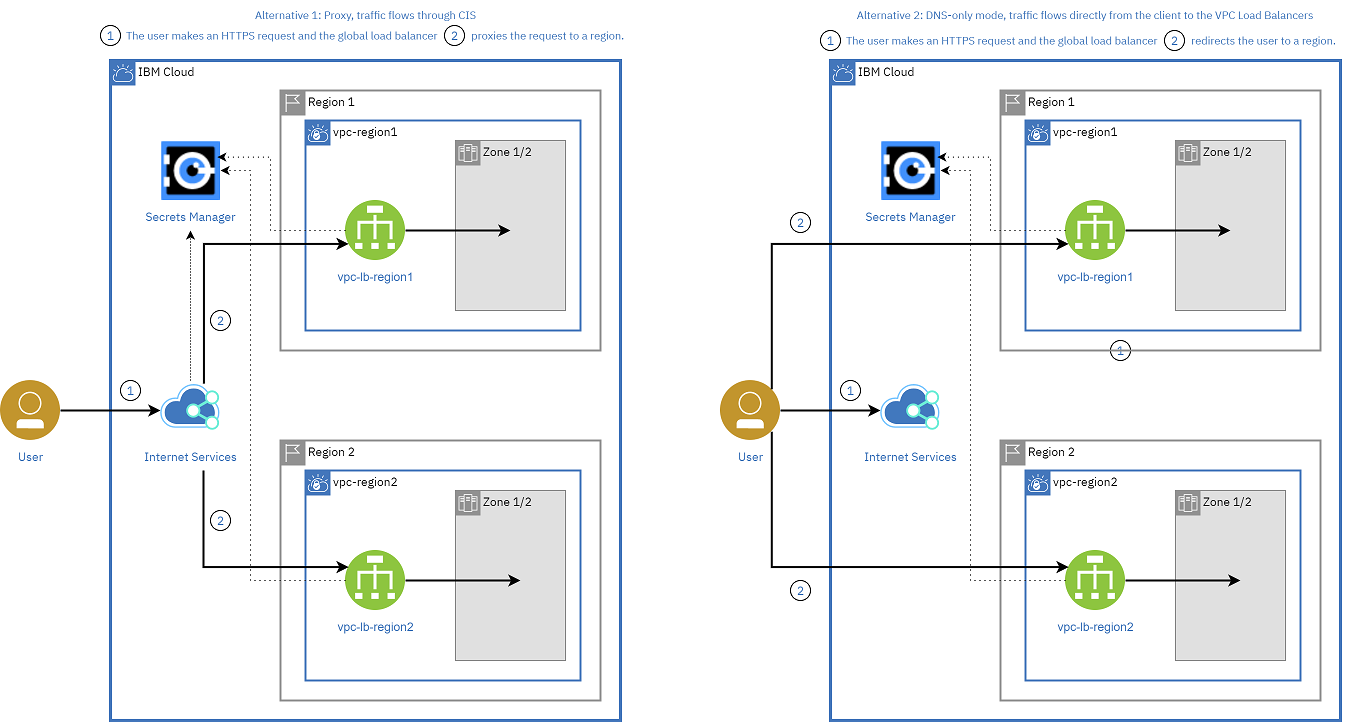 Alternative 1: Proxy, traffic flows through CIS
1 The user makes an HTTPS request and the global load balancer 2 proxies the request to a region.
IBM Cloud
Region 1
vpc-region1
Zone 1/2
Secrets Manager
vpc-lb-region1
2
1
User
Internet Services
Region 2
vpc-region2
Zone 1/2
2
vpc-lb-region2
Alternative 2: DNS-only mode, traffic flows directly from the client to the VPC Load Balancers
1 The user makes an HTTPS request and the global load balancer 2 redirects the user to a region.
IBM Cloud
Region 1
vpc-region1
Zone 1/2
Secrets Manager
2
vpc-lb-region1
1
1
User
Internet Services
Region 2
vpc-region2
Zone 1/2
2
vpc-lb-region2